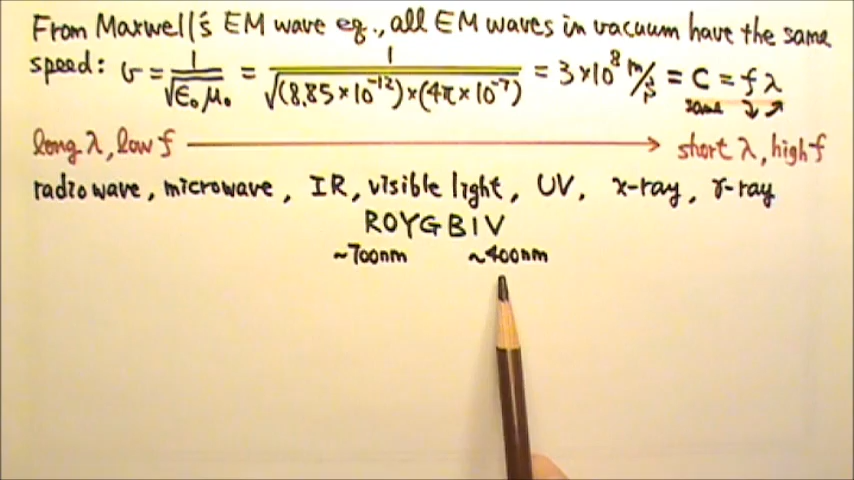 From Maxwell's EM wave eq., all EM waves in vacuum have the same
speed: v = 1/√(ε₀μ₀) = 1/√((8.85×10⁻¹²)×(4π×10⁻⁷)) = 3×10⁸ m/s = c = fλ
same ↓ ↗
long λ, low f → short λ, high f
radiowave, microwave, IR, visible light, UV, x-ray, γ-ray
ROYGBIV
~700nm ~400nm